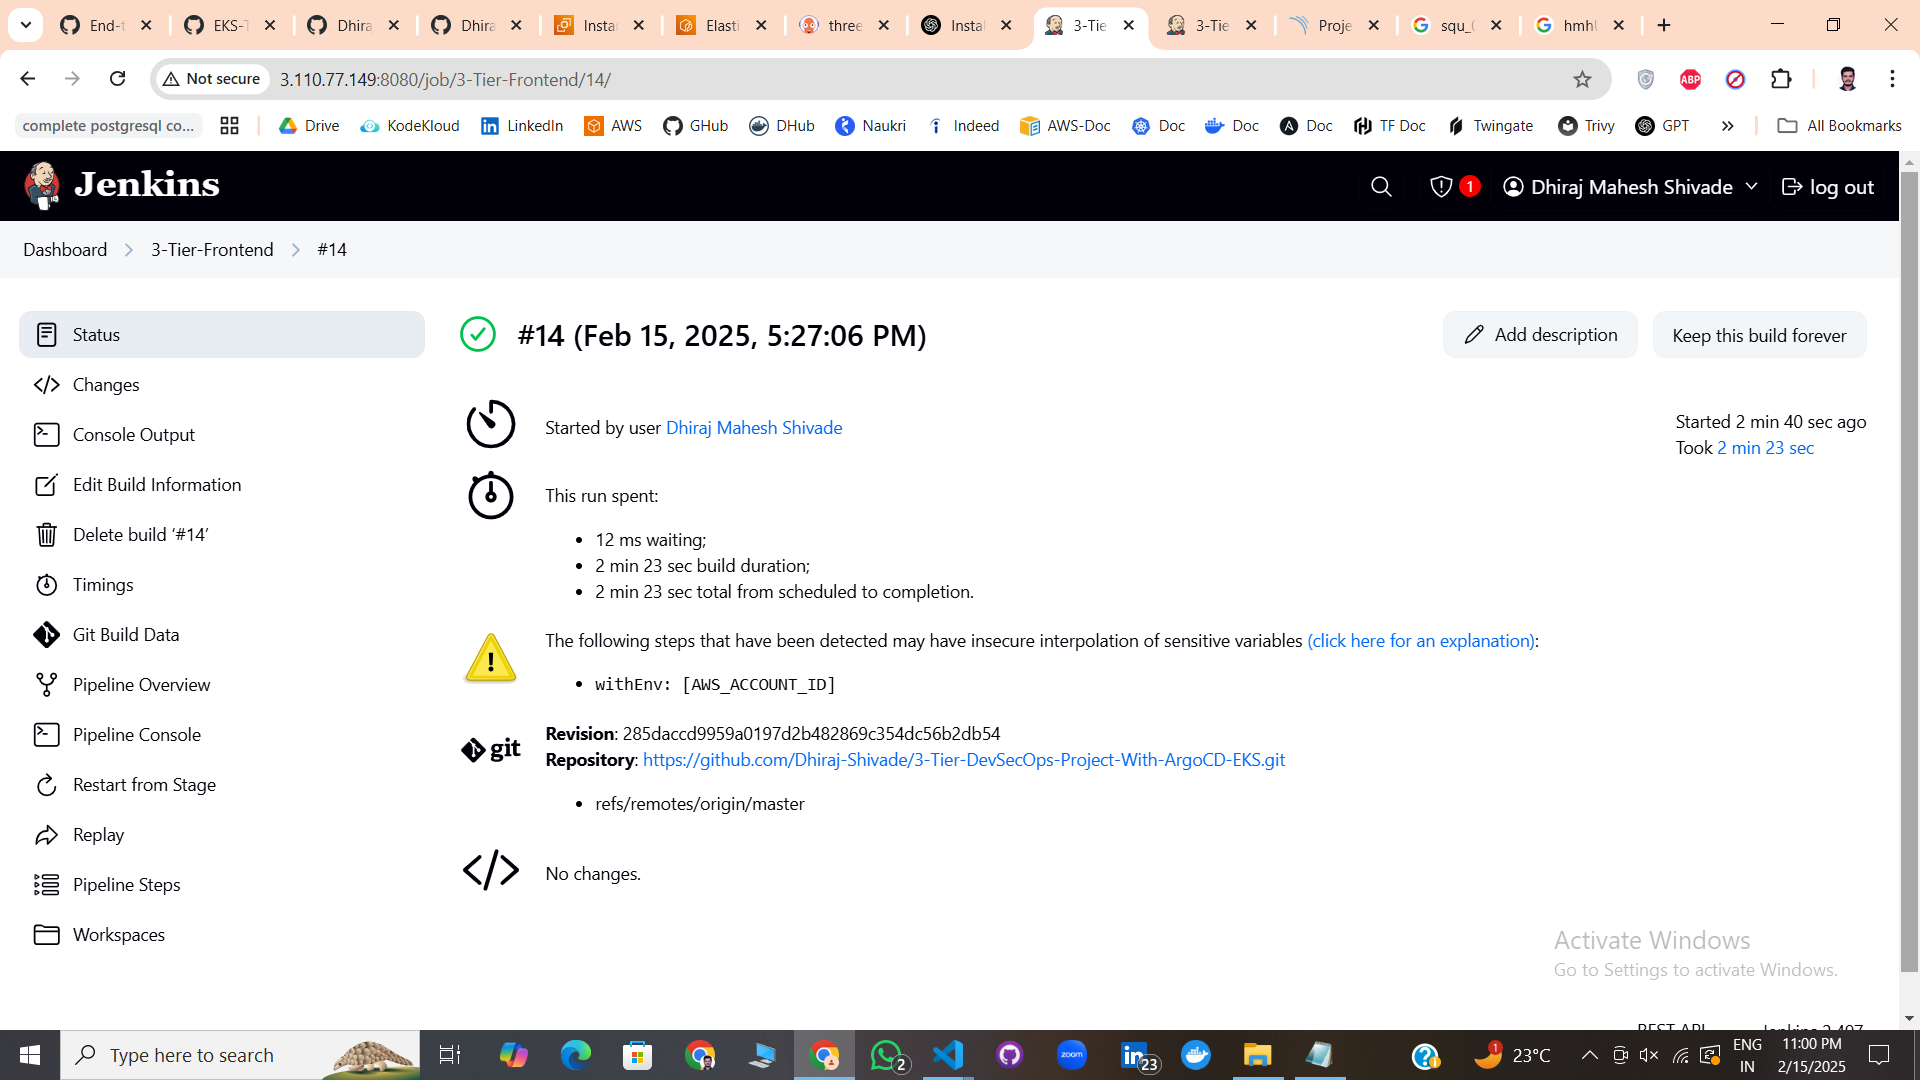 End-t
EKS-T
Dhira
Dhira
Instan
Elasti
three
Instal
3-Tie
3-Tie
Proje
squ_
hmhl
Not secure
3.110.77.149:8080/job/3-Tier-Frontend/14/
ABP
complete postgresql co...
Drive
KodeKloud
LinkedIn
AWS
GHub
DHub
Naukri
Indeed
AWS-Doc
Doc
Doc
Doc
TF Doc
Twingate
Trivy
GPT
All Bookmarks
Jenkins
1
Dhiraj Mahesh Shivade
log out
Dashboard
3-Tier-Frontend
#14
Status
Changes
Console Output
Edit Build Information
Delete build ‘#14’
Timings
Git Build Data
Pipeline Overview
Pipeline Console
Restart from Stage
Replay
Pipeline Steps
Workspaces
#14 (Feb 15, 2025, 5:27:06 PM)
Add description
Keep this build forever
Started by user Dhiraj Mahesh Shivade
Started 2 min 40 sec ago
Took 2 min 23 sec
This run spent:
12 ms waiting;
2 min 23 sec build duration;
2 min 23 sec total from scheduled to completion.
The following steps that have been detected may have insecure interpolation of sensitive variables (click here for an explanation):
withEnv: [AWS_ACCOUNT_ID]
git
Revision: 285daccd9959a0197d2b482869c354dc56b2db54
Repository: https://github.com/Dhiraj-Shivade/3-Tier-DevSecOps-Project-With-ArgoCD-EKS.git
refs/remotes/origin/master
No changes.
Activate Windows
Go to Settings to activate Windows.
REST API
Jenkins 2.497
Type here to search
2
zoom
23
1
23°C
ENG
IN
11:00 PM
2/15/2025